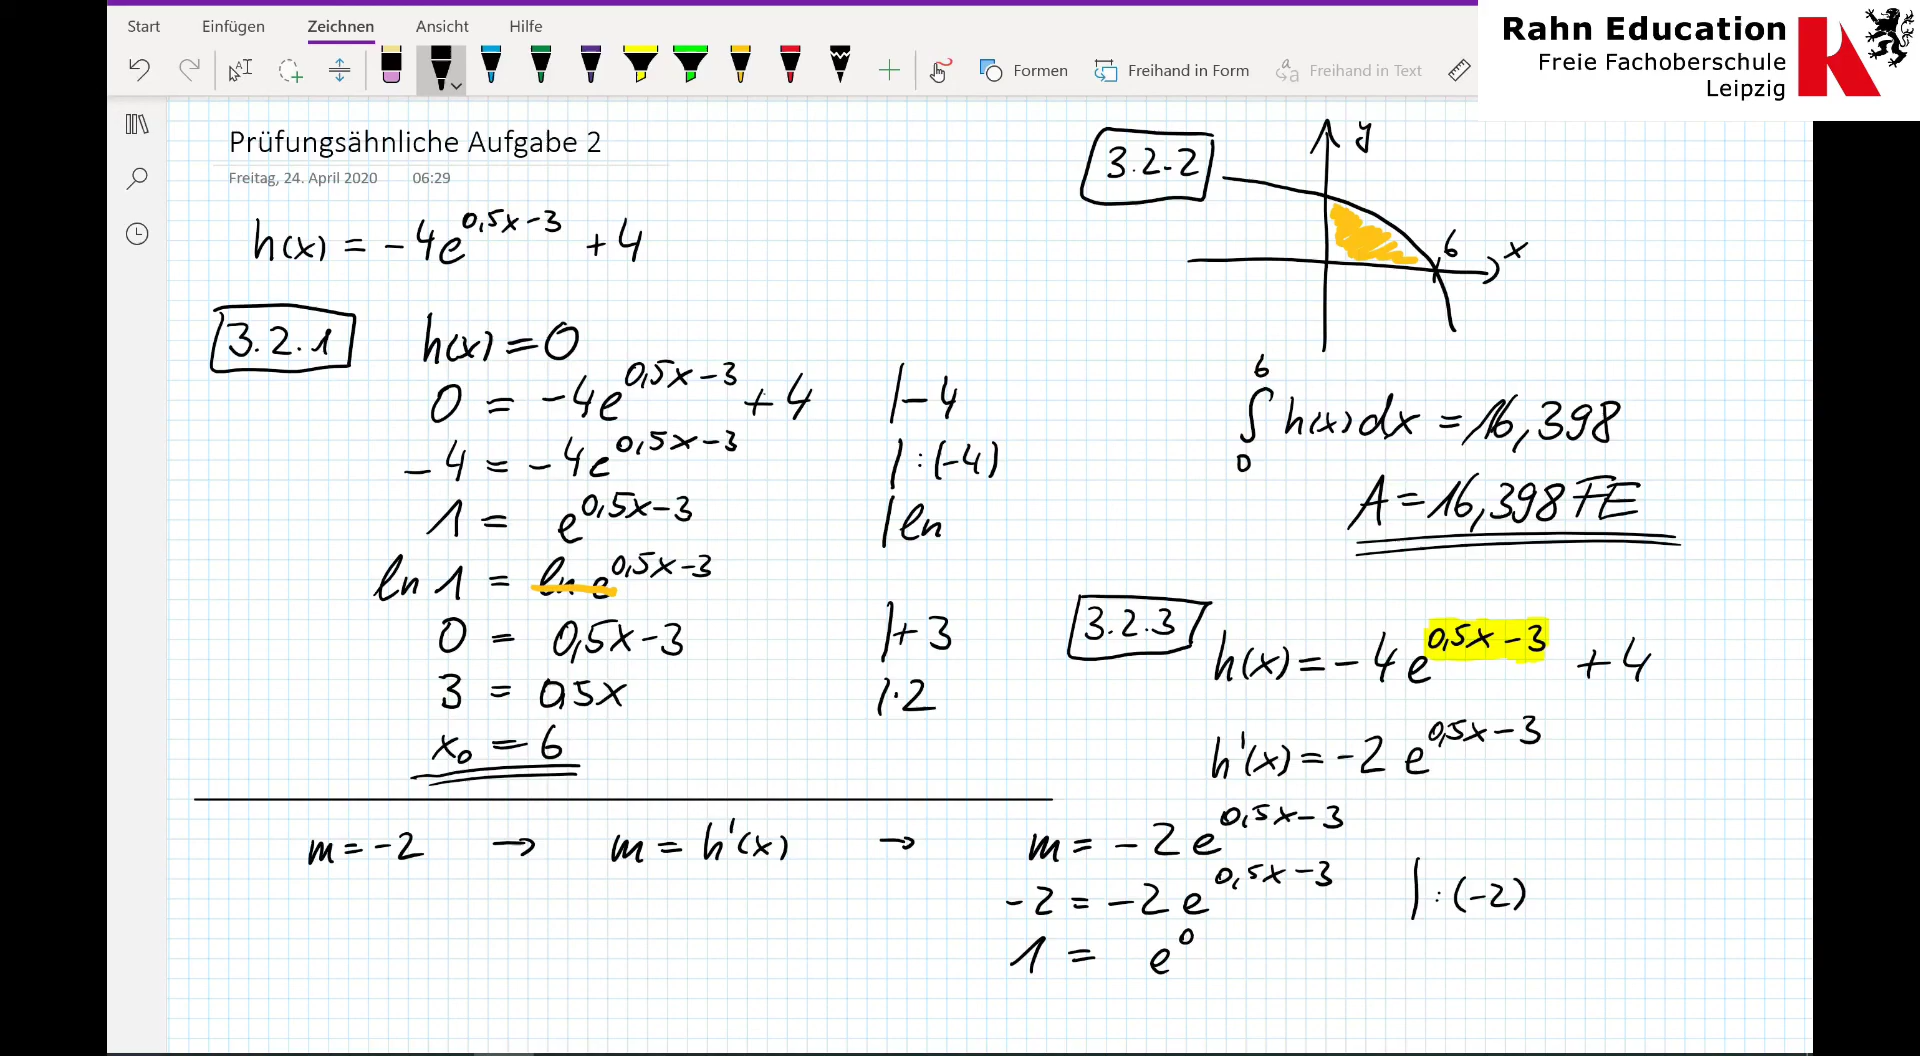 Start Einfügen Zeichnen Ansicht Hilfe
Formen Freihand in Form Freihand in Text
Rahn Education
Freie Fachoberschule
Leipzig
Prüfungsähnliche Aufgabe 2
Freitag, 24. April 2020 06:29
h(x) = -4e^{0,5x-3} + 4
3.2.1 h(x) = 0
0 = -4e^{0,5x-3} + 4 |-4
-4 = -4e^{0,5x-3} | : (-4)
1 = e^{0,5x-3} | ln
ln 1 = ln e^{0,5x-3}
0 = 0,5x-3 |+3
3 = 0,5x | · 2
x₀ = 6
3.2.2
y
6 x
∫₀⁶ h(x) dx = 16,398
A = 16,398 FE
3.2.3 h(x) = -4e^{0,5x-3} + 4
h'(x) = -2e^{0,5x-3}
m = -2 → m = h'(x) → m = -2e^{0,5x-3}
-2 = -2e^{0,5x-3} | : (-2)
1 = e^0